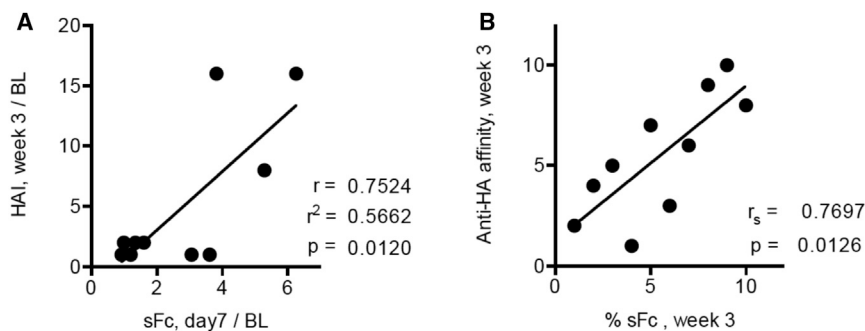 A
HAI, week 3 / BL
20
15
10
5
0
0
2
4
6
sFc, day7 / BL
r = 0.7524
r² = 0.5662
p = 0.0120
B
Anti-HA affinity, week 3
10
5
0
0
5
10
% sFc , week 3
rs = 0.7697
p = 0.0126